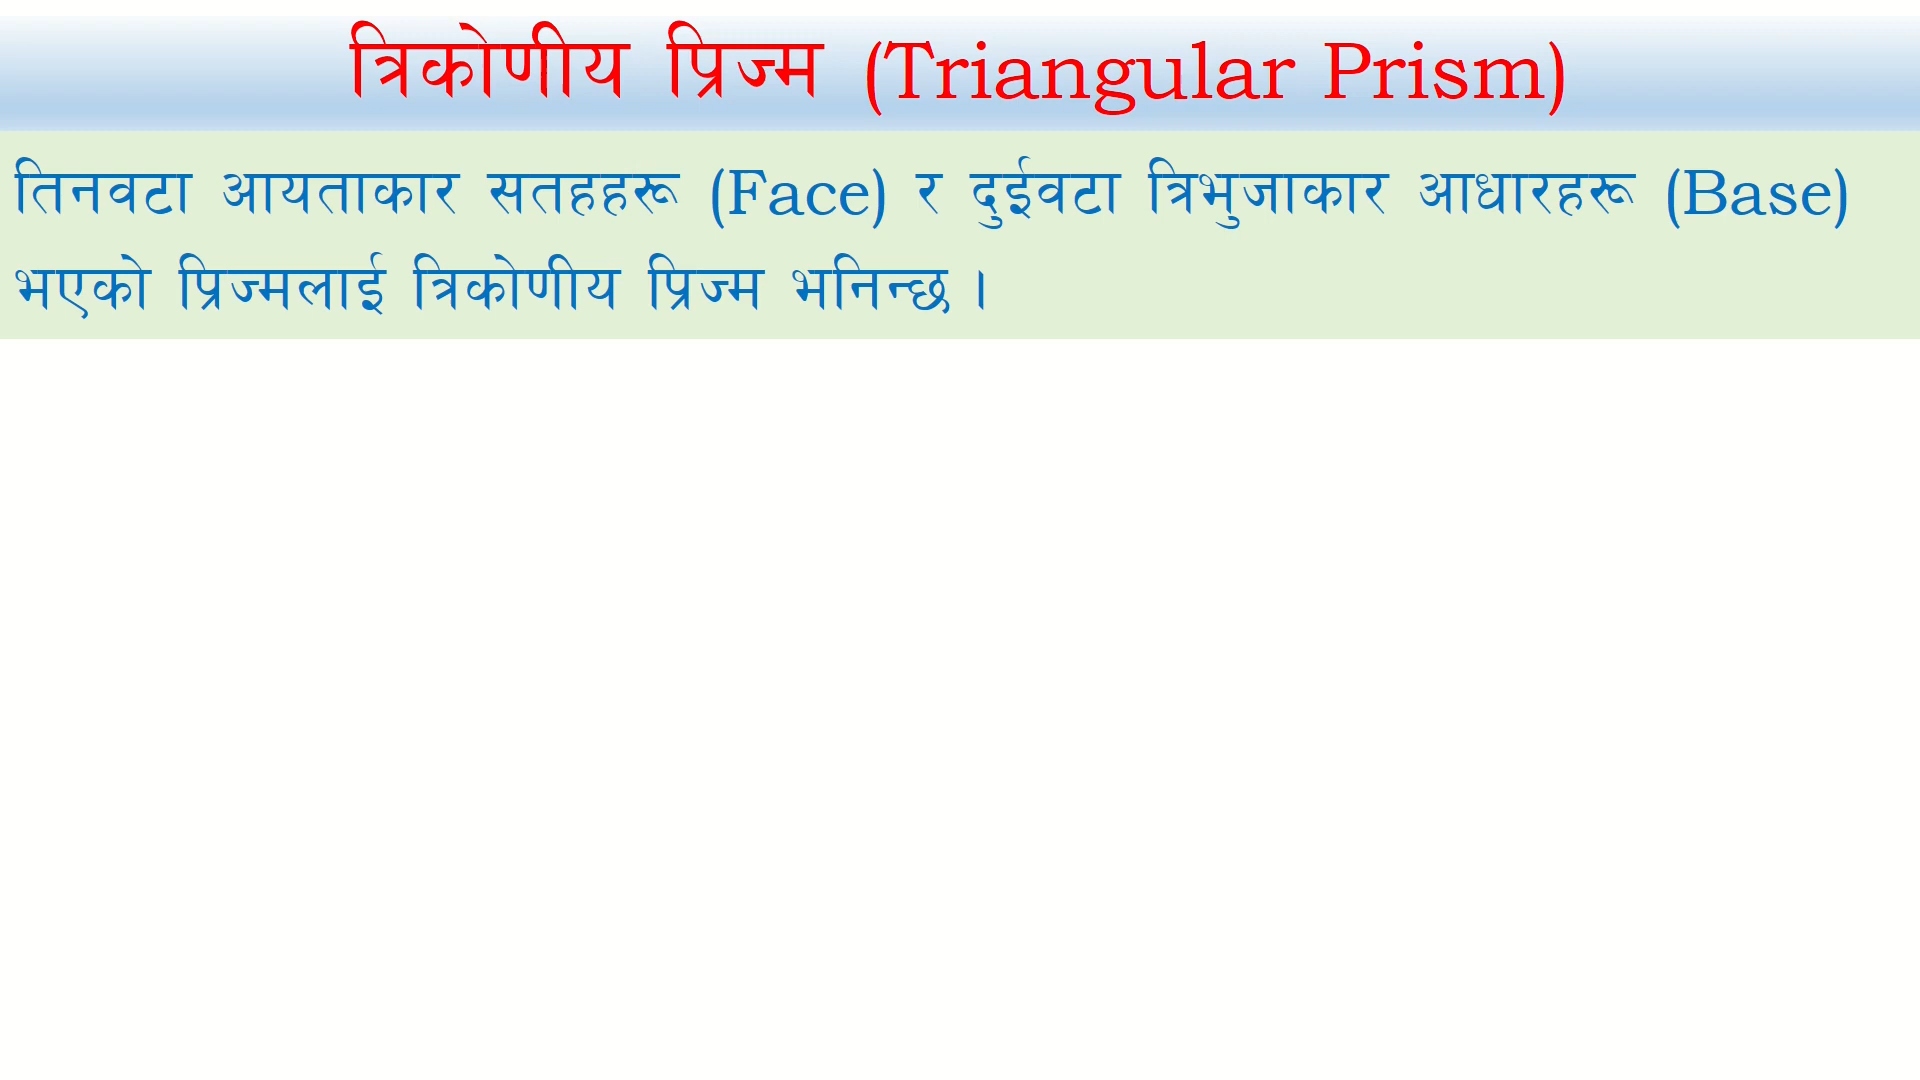 त्रिकोणीय प्रिज्म (Triangular Prism)
तिनवटा आयताकार सतहहरू (Face) र दुईवटा त्रिभुजाकार आधारहरू (Base)
भएको प्रिज्मलाई त्रिकोणीय प्रिज्म भनिन्छ ।